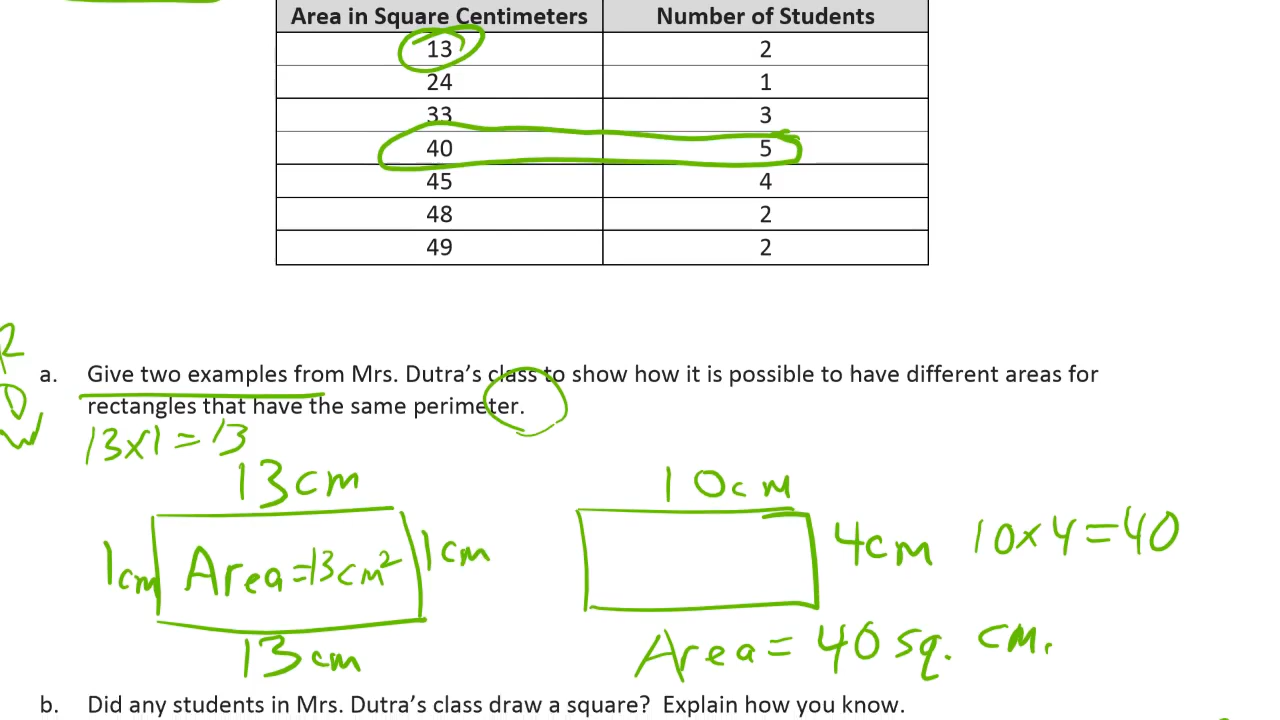 Area in Square Centimeters Number of Students
13 2
24 1
33 3
40 5
45 4
48 2
49 2
a. Give two examples from Mrs. Dutra's class to show how it is possible to have different areas for
rectangles that have the same perimeter.
13x1=13
13cm 10cm
1cm Area=13cm² 1cm 4cm 10x4=40
13cm Area= 40 sq. cm.
b. Did any students in Mrs. Dutra's class draw a square? Explain how you know.